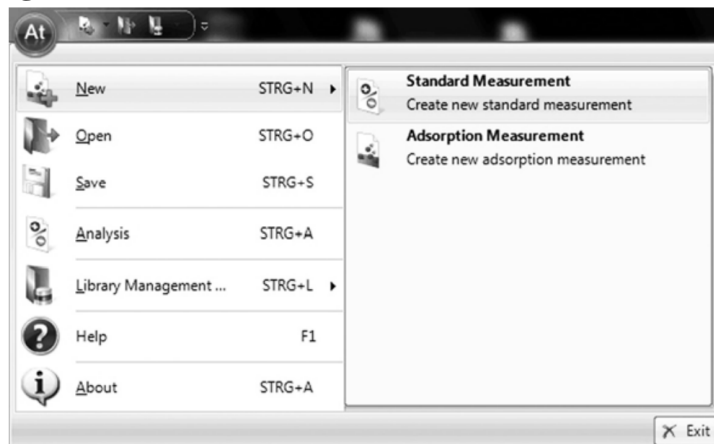 At
New STRG+N
Open STRG+O
Save STRG+S
Analysis STRG+A
Library Management ... STRG+L
Help F1
About STRG+A
Standard Measurement
Create new standard measurement
Adsorption Measurement
Create new adsorption measurement
Exit